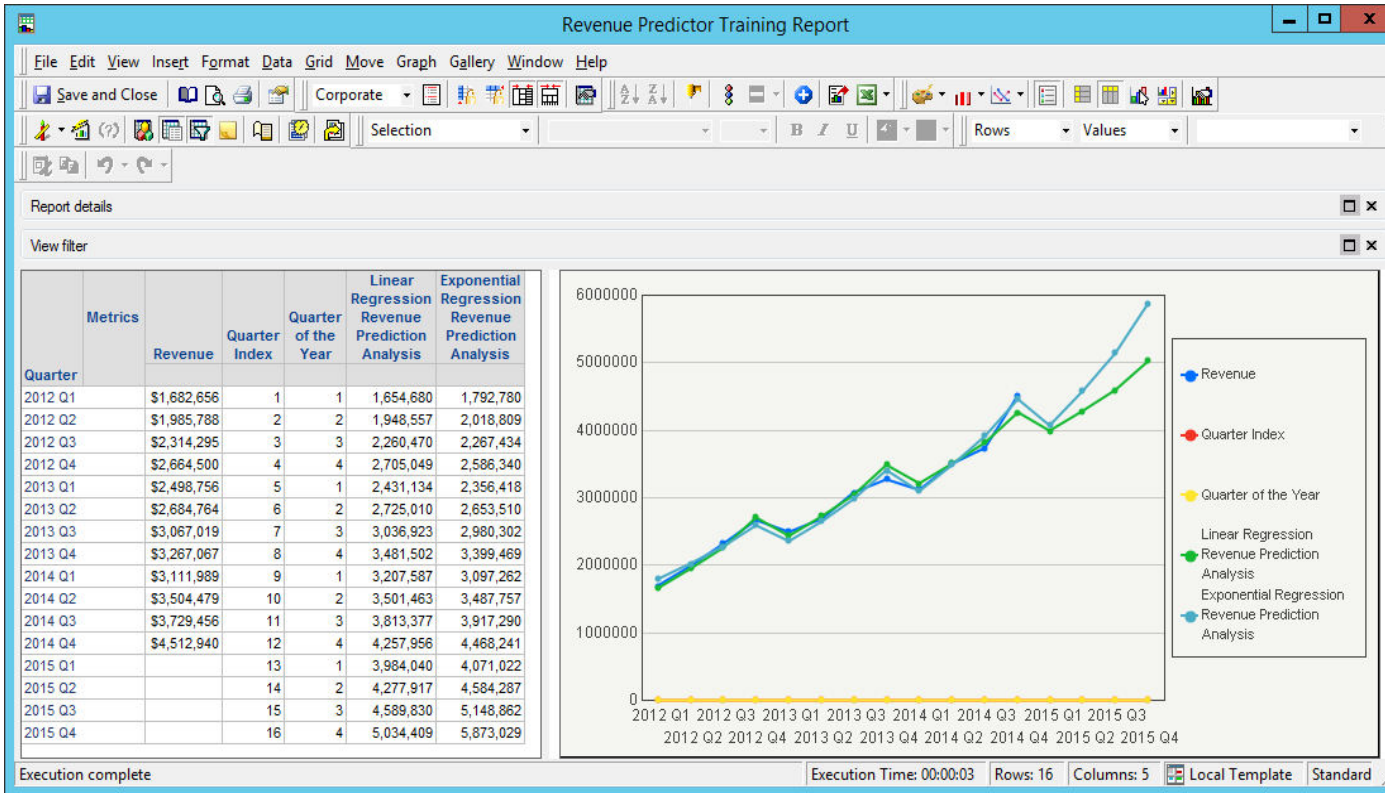 Revenue Predictor Training Report
File Edit View Insert Format Data Grid Move Graph Gallery Window Help
Save and Close Corporate
Selection B I U Rows Values
Report details
View filter
Metrics Revenue Quarter Index Quarter of the Year Linear Regression Revenue Prediction Analysis Exponential Regression Revenue Prediction Analysis
Quarter
2012 Q1 $1,682,656 1 1 1,654,680 1,792,780
2012 Q2 $1,985,788 2 2 1,948,557 2,018,809
2012 Q3 $2,314,295 3 3 2,260,470 2,267,434
2012 Q4 $2,664,500 4 4 2,705,049 2,586,340
2013 Q1 $2,498,756 5 1 2,431,134 2,356,418
2013 Q2 $2,684,764 6 2 2,725,010 2,653,510
2013 Q3 $3,067,019 7 3 3,036,923 2,980,302
2013 Q4 $3,267,067 8 4 3,481,502 3,399,469
2014 Q1 $3,111,989 9 1 3,207,587 3,097,262
2014 Q2 $3,504,479 10 2 3,501,463 3,487,757
2014 Q3 $3,729,456 11 3 3,813,377 3,917,290
2014 Q4 $4,512,940 12 4 4,257,956 4,468,241
2015 Q1 13 1 3,984,040 4,071,022
2015 Q2 14 2 4,277,917 4,584,287
2015 Q3 15 3 4,589,830 5,148,862
2015 Q4 16 4 5,034,409 5,873,029
6000000
5000000
4000000
3000000
2000000
1000000
0
2012 Q1 2012 Q3 2013 Q1 2013 Q3 2014 Q1 2014 Q3 2015 Q1 2015 Q3
2012 Q2 2012 Q4 2013 Q2 2013 Q4 2014 Q2 2014 Q4 2015 Q2 2015 Q4
Revenue
Quarter Index
Quarter of the Year
Linear Regression
Revenue Prediction
Analysis
Exponential Regression
Revenue Prediction
Analysis
Execution complete Execution Time: 00:00:03 Rows: 16 Columns: 5 Local Template Standard